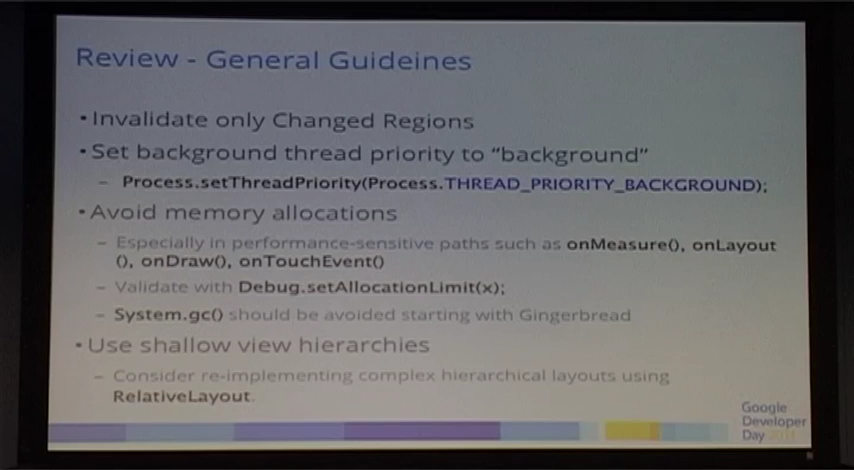 Review - General Guideines
• Invalidate only Changed Regions
• Set background thread priority to “background”
– Process.setThreadPriority(Process.THREAD_PRIORITY_BACKGROUND);
• Avoid memory allocations
– Especially in performance-sensitive paths such as onMeasure(), onLayout
(), onDraw(), onTouchEvent()
– Validate with Debug.setAllocationLimit(x);
– System.gc() should be avoided starting with Gingerbread
• Use shallow view hierarchies
– Consider re-implementing complex hierarchical layouts using
RelativeLayout.
Google
Developer
Day 2011